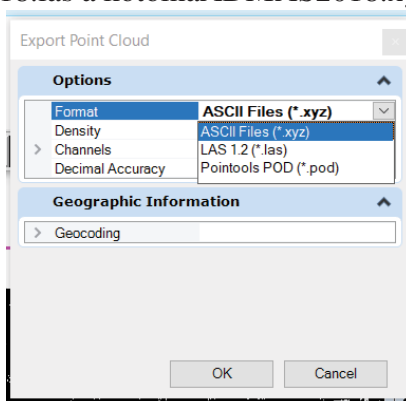 Export Point Cloud
Options
Format ASCII Files (*.xyz)
Density ASCII Files (*.xyz)
Channels LAS 1.2 (*.las)
Decimal Accuracy Pointools POD (*.pod)
Geographic Information
Geocoding
OK Cancel